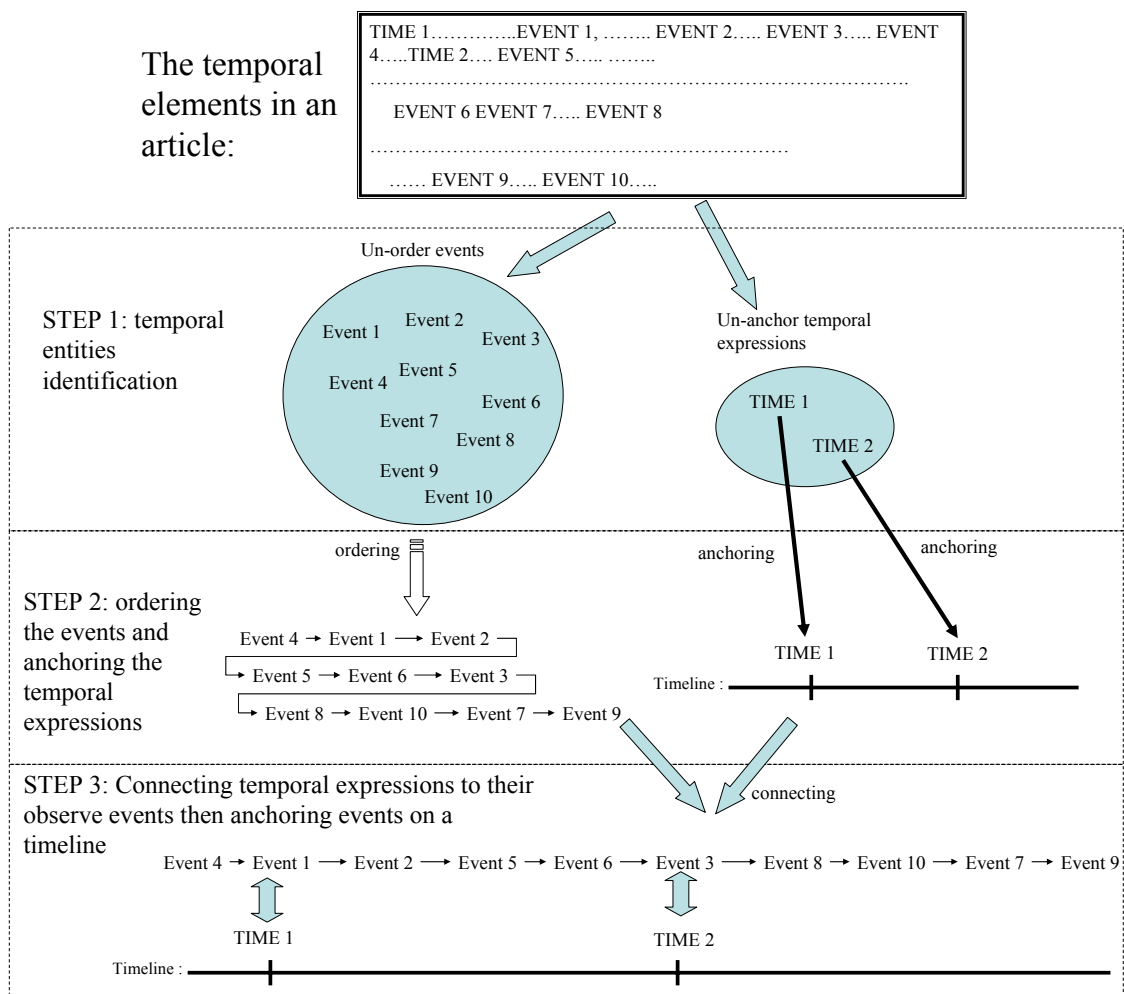 The temporal
elements in an
article:
TIME 1…………..EVENT 1, …….. EVENT 2….. EVENT 3….. EVENT
4…..TIME 2…. EVENT 5….. ……..
……………………………………………………………………………………….
EVENT 6 EVENT 7….. EVENT 8
……………………………………………………………
…… EVENT 9….. EVENT 10…..
STEP 1: temporal
entities
identification
Un-order events
Event 1
Event 2
Event 3
Event 4
Event 5
Event 6
Event 7
Event 8
Event 9
Event 10
Un-anchor temporal
expressions
TIME 1
TIME 2
STEP 2: ordering
the events and
anchoring the
temporal
expressions
ordering
Event 4 Event 1 Event 2
Event 5 Event 6 Event 3
Event 8 Event 10 Event 7 Event 9
anchoring
anchoring
TIME 1 TIME 2
Timeline :
STEP 3: Connecting temporal expressions to their
observe events then anchoring events on a
timeline
connecting
Event 4 Event 1 Event 2 Event 5 Event 6 Event 3 Event 8 Event 10 Event 7 Event 9
TIME 1 TIME 2
Timeline :